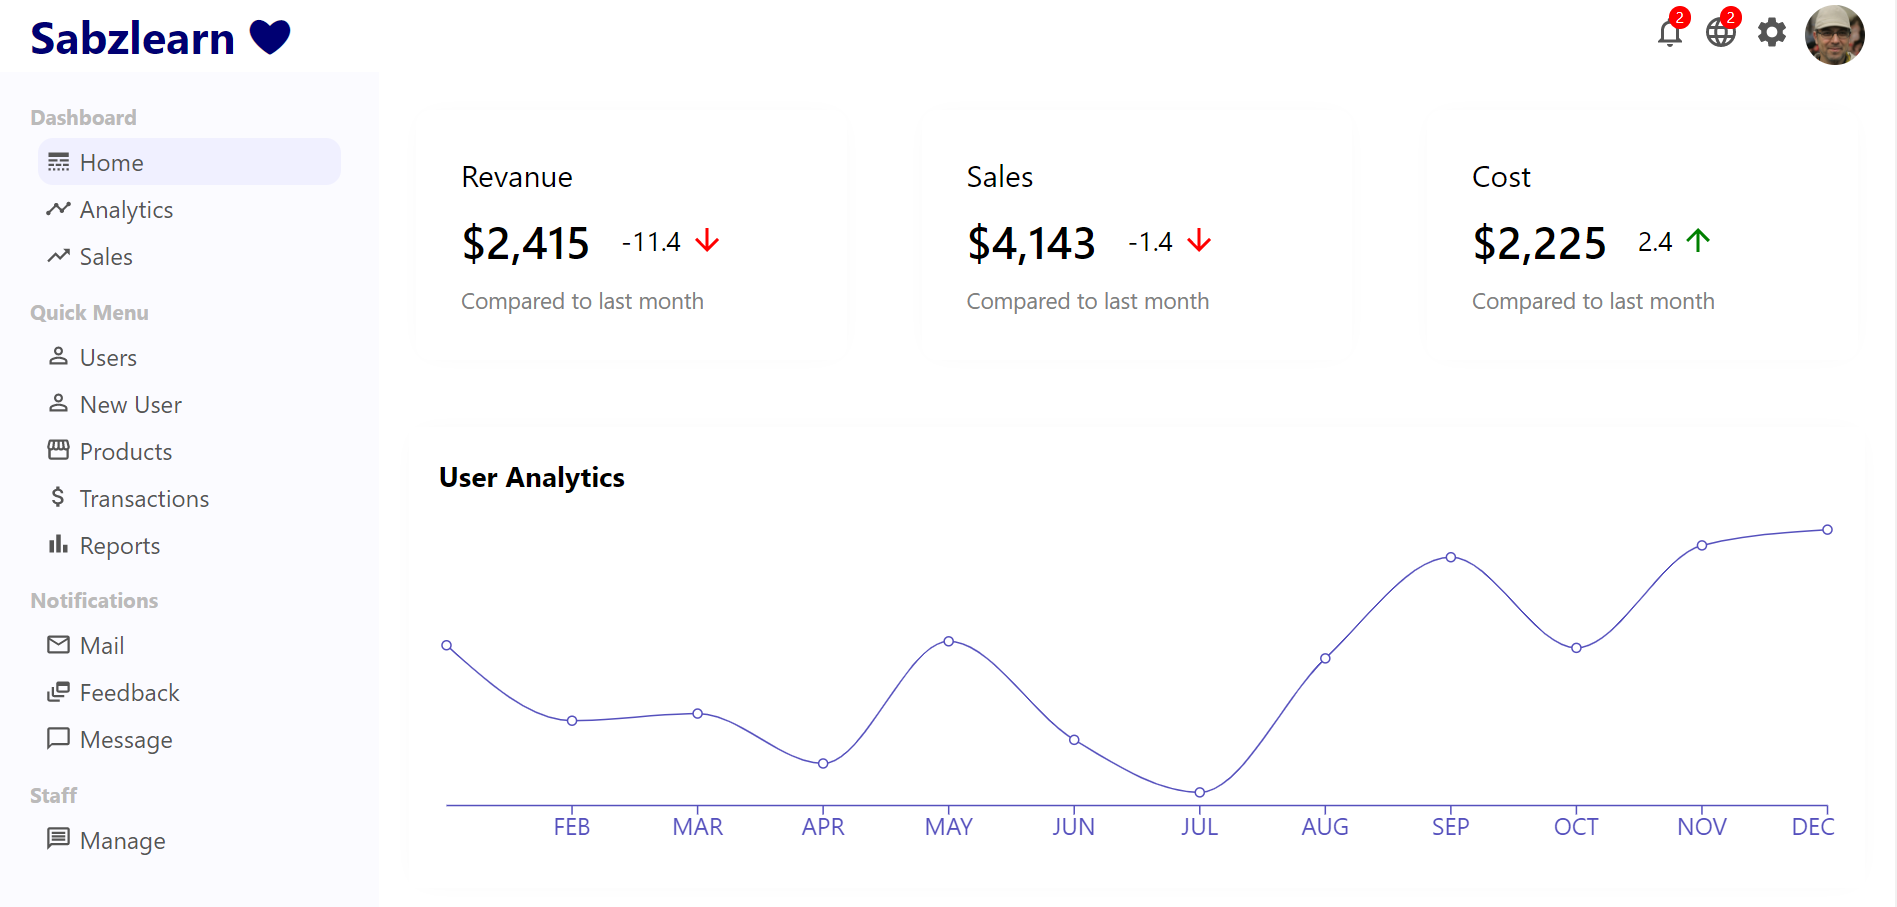 Sabzlearn
2
2
Dashboard
Home
Analytics
Sales
Quick Menu
Users
New User
Products
Transactions
Reports
Notifications
Mail
Feedback
Message
Staff
Manage
Revanue
$2,415 -11.4
Compared to last month
Sales
$4,143 -1.4
Compared to last month
Cost
$2,225 2.4
Compared to last month
User Analytics
FEB MAR APR MAY JUN JUL AUG SEP OCT NOV DEC